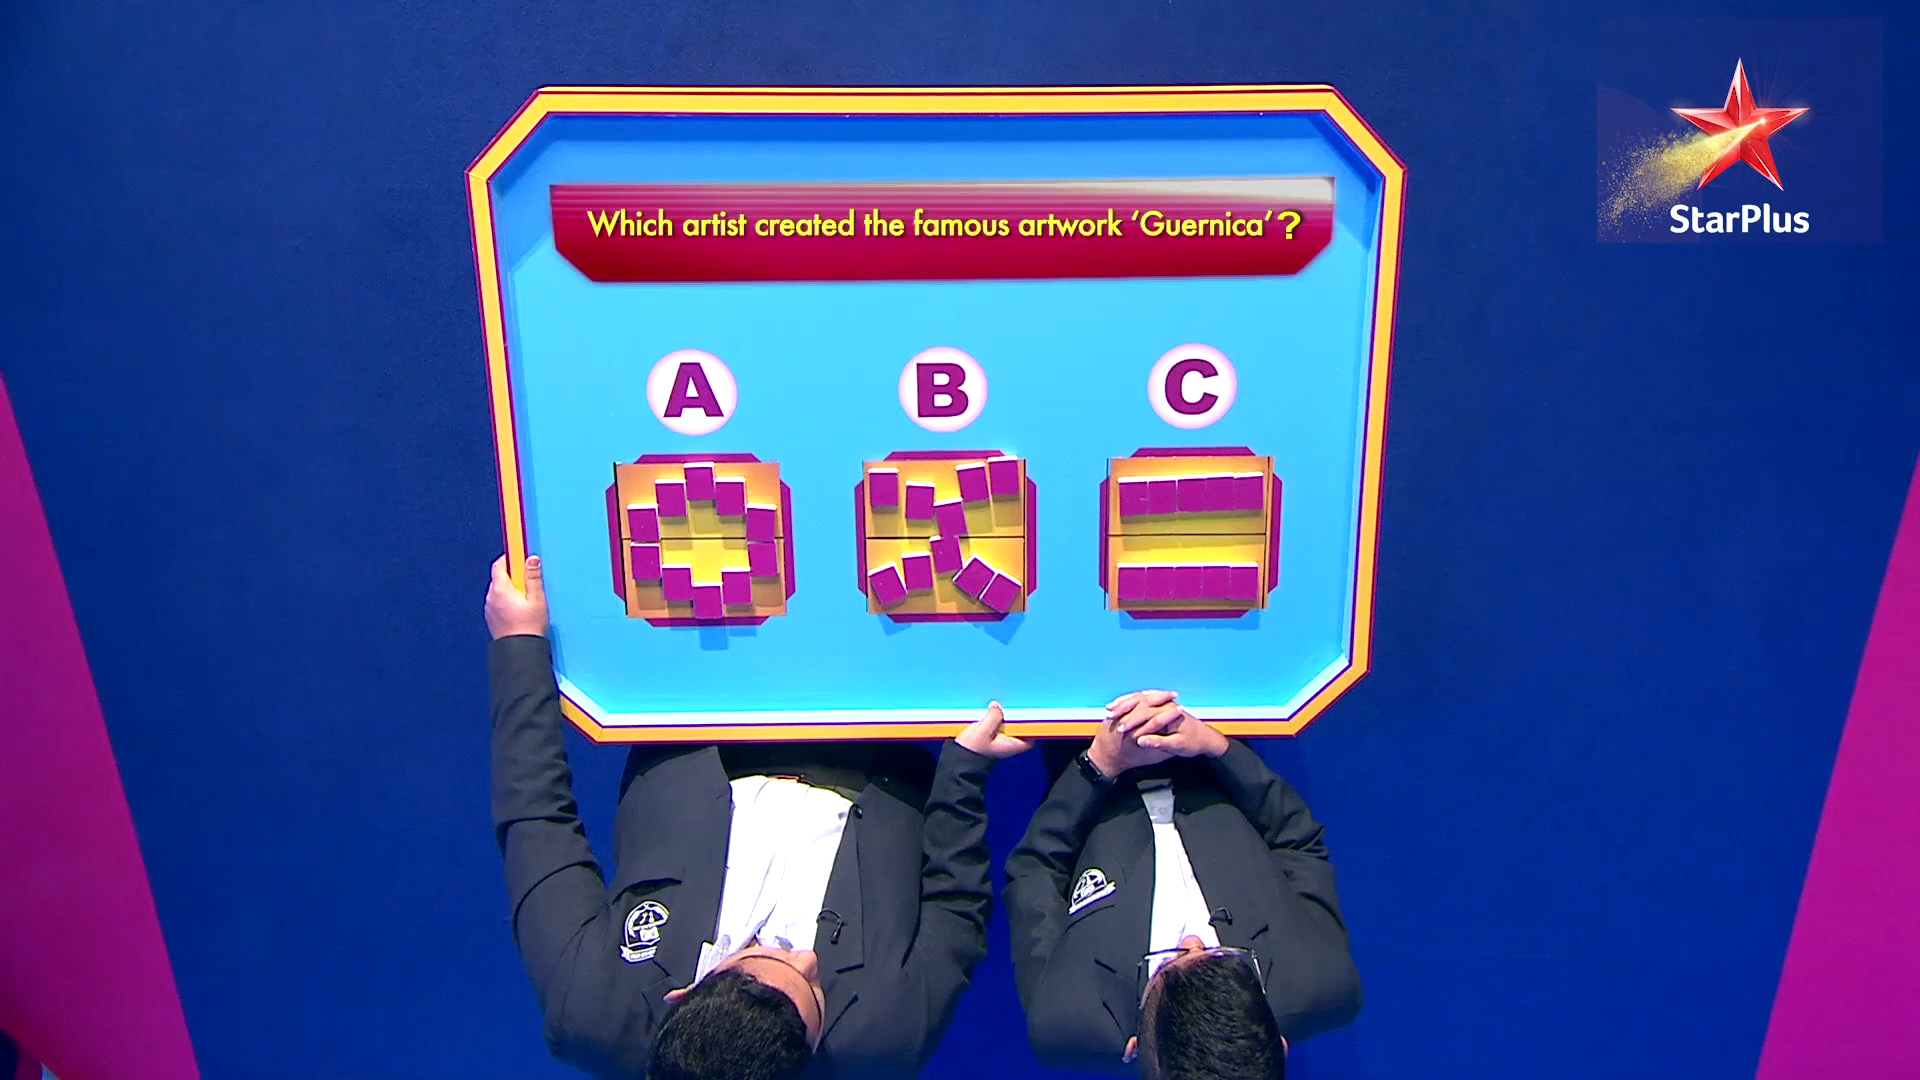 StarPlus
Which artist created the famous artwork ‘Guernica’?
A
B
C